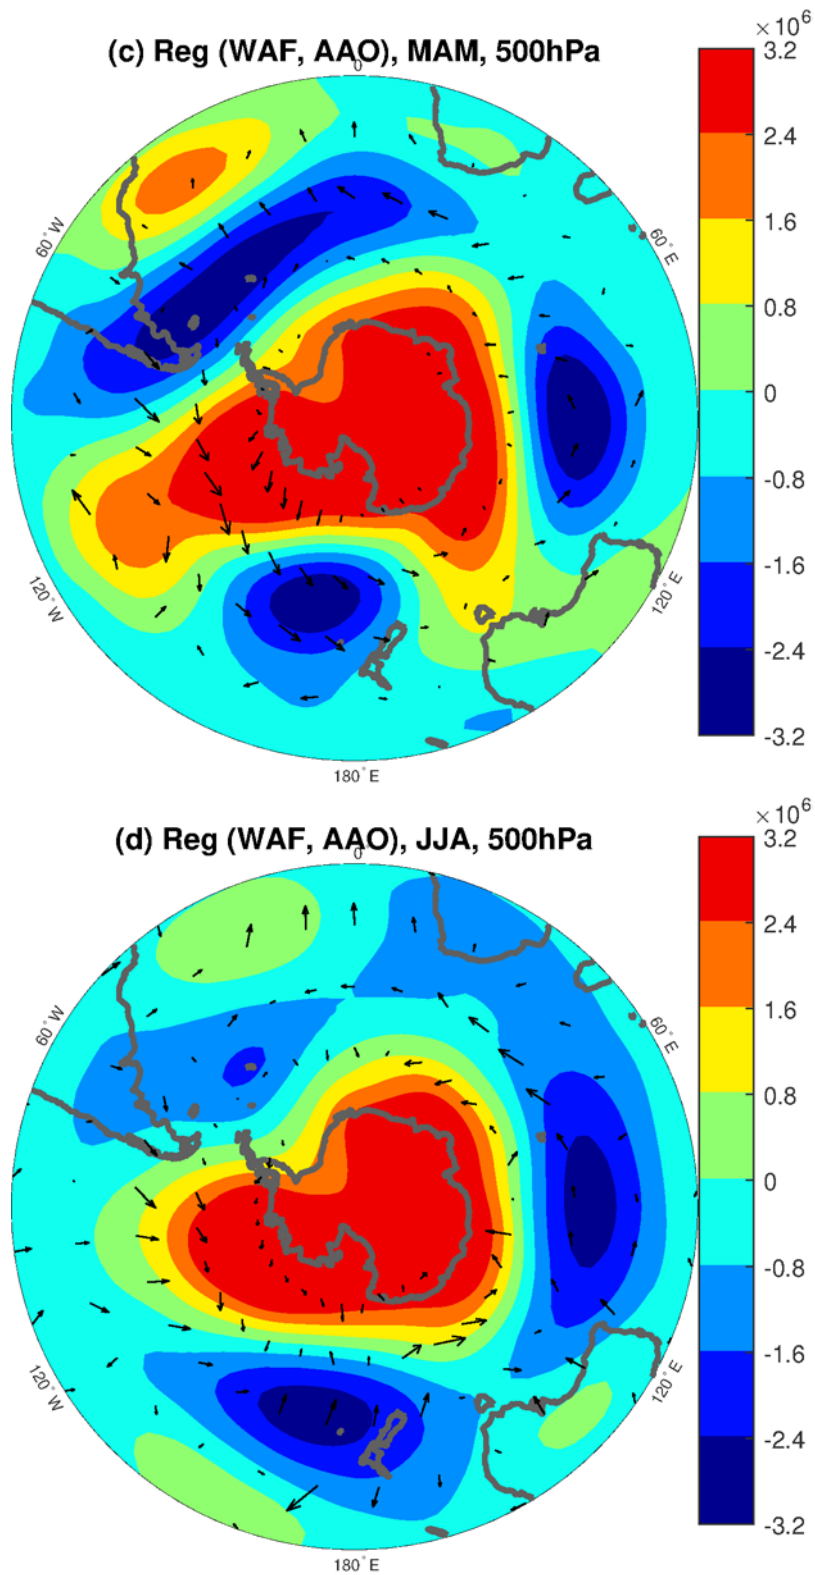 (c) Reg (WAF, AAO), MAM, 500hPa
×10⁶
0
3.2
2.4
60°W
60°E
1.6
0.8
0
-0.8
120°W
120°E
-1.6
-2.4
-3.2
180°E
(d) Reg (WAF, AAO), JJA, 500hPa
×10⁶
0
3.2
2.4
60°W
60°E
1.6
0.8
0
-0.8
120°W
120°E
-1.6
-2.4
-3.2
180°E